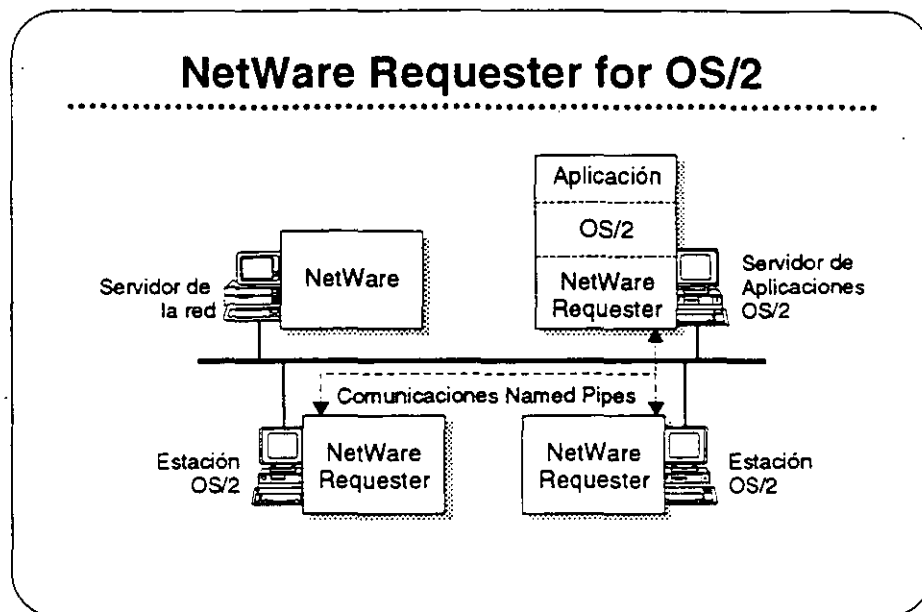 NetWare Requester for OS/2
Aplicación
OS/2
NetWare
Requester
Servidor de
Aplicaciones
OS/2
Servidor de
la red
NetWare
Comunicaciones Named Pipes
Estación
OS/2
NetWare
Requester
NetWare
Requester
Estación
OS/2